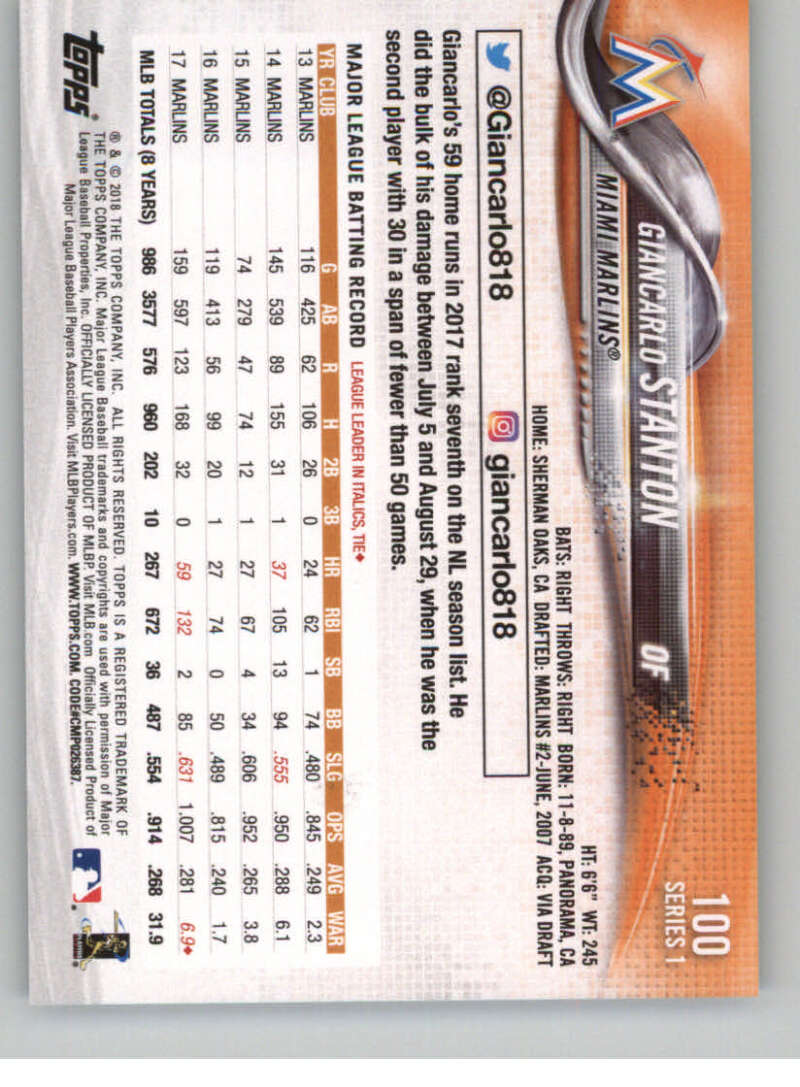 100
SERIES 1
GIANCARLO STANTON OF
MIAMI MARLINS®
HT: 6'6" WT: 245
BATS: RIGHT THROWS: RIGHT BORN: 11-8-89, PANORAMA, CA
HOME: SHERMAN OAKS, CA DRAFTED: MARLINS #2-JUNE, 2007 ACQ: VIA DRAFT
@Giancarlo818 giancarlo818
Giancarlo's 59 home runs in 2017 rank seventh on the NL season list. He
did the bulk of his damage between July 5 and August 29, when he was the
second player with 30 in a span of fewer than 50 games.
MAJOR LEAGUE BATTING RECORD LEAGUE LEADER IN ITALICS, TIE♦
YR CLUB G AB R H 2B 3B HR RBI SB BB SLG OPS AVG WAR
13 MARLINS 116 425 62 106 26 0 24 62 1 74 .480 .845 .249 2.3
14 MARLINS 145 539 89 155 31 1 37 105 13 94 .555 .950 .288 6.1
15 MARLINS 74 279 47 74 12 1 27 67 4 34 .606 .952 .265 3.8
16 MARLINS 119 413 56 99 20 1 27 74 0 50 .489 .815 .240 1.7
17 MARLINS 159 597 123 168 32 0 59 132 2 85 .631 1.007 .281 6.9♦
MLB TOTALS (8 YEARS) 986 3577 576 960 202 10 267 672 36 487 .554 .914 .268 31.9
topps®
® & © 2018 THE TOPPS COMPANY, INC. ALL RIGHTS RESERVED. TOPPS IS A REGISTERED TRADEMARK OF
THE TOPPS COMPANY, INC. Major League Baseball trademarks and copyrights are used with permission of Major
League Baseball Properties, Inc. OFFICIALLY LICENSED PRODUCT OF MLBP. Visit MLB.com Officially Licensed Product of
Major League Baseball Players Association. Visit MLBPlayers.com. WWW.TOPPS.COM. CODE#CMP026387.